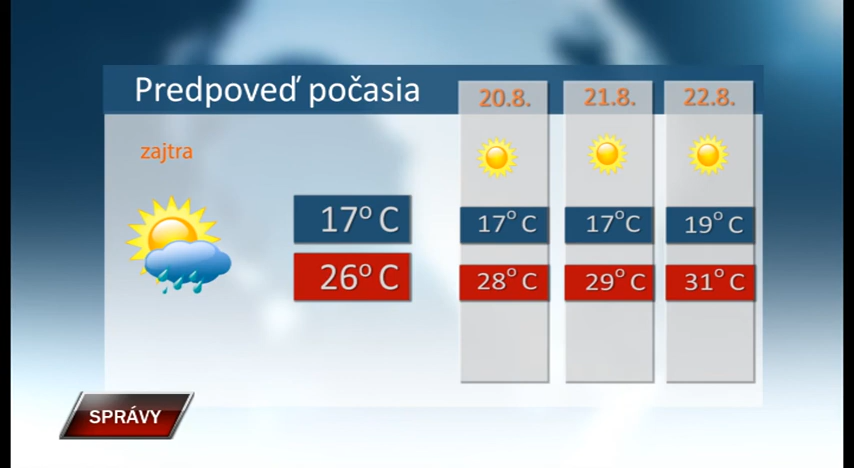 Predpoveď počasia
20.8.
21.8.
22.8.
zajtra
17° C
26° C
17° C
17°C
19° C
28° C
29° C
31° C
SPRÁVY